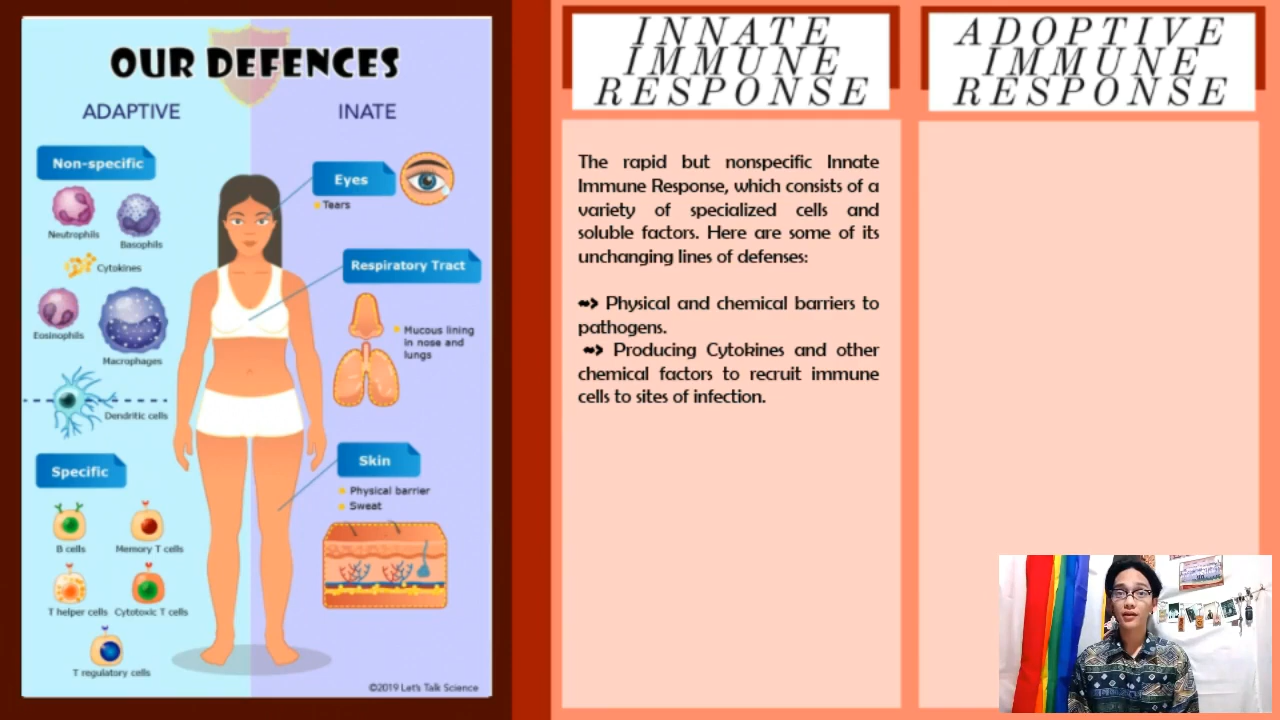 OUR DEFENCES
ADAPTIVE
INATE
Non-specific
Neutrophils
Basophils
Cytokines
Eosinophils
Macrophages
Dendritic cells
Specific
B cells
Memory T cells
T helper cells
Cytotoxic T cells
T regulatory cells
Eyes
Tears
Respiratory Tract
Mucous lining
in nose and
lungs
Skin
Physical barrier
Sweat
©2019 Let's Talk Science
INNATE
IMMUNE
RESPONSE
The rapid but nonspecific Innate
Immune Response, which consists of a
variety of specialized cells and
soluble factors. Here are some of its
unchanging lines of defenses:
Physical and chemical barriers to
pathogens.
Producing Cytokines and other
chemical factors to recruit immune
cells to sites of infection.
ADOPTIVE
IMMUNE
RESPONSE